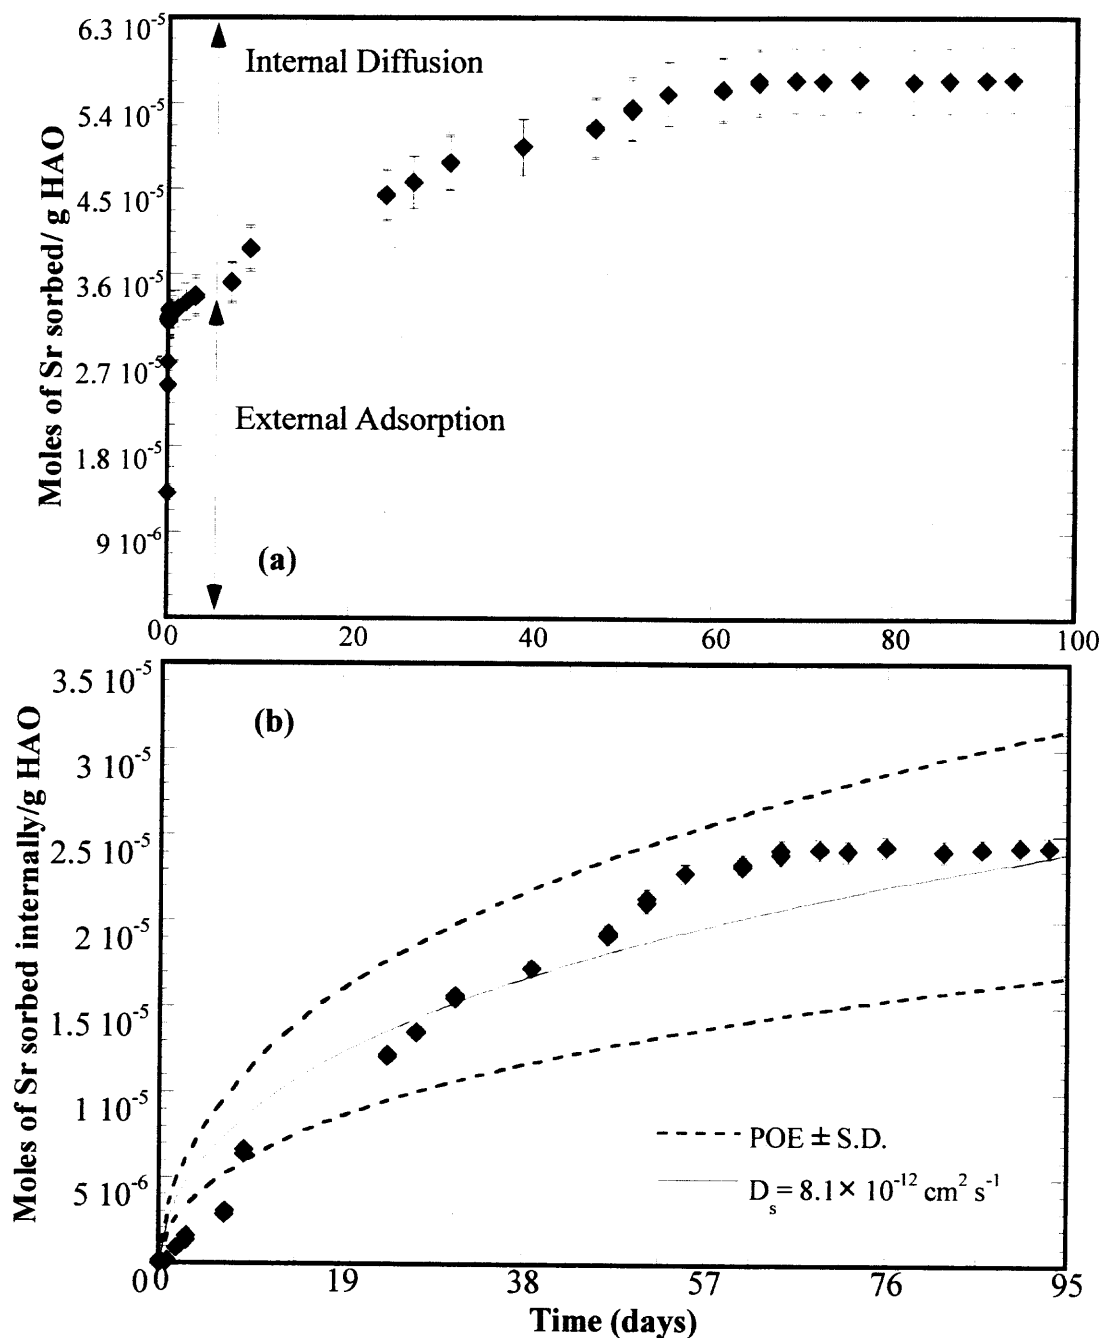 6.3 10⁻⁵
Internal Diffusion
5.4 10⁻⁵
4.5 10⁻⁵
3.6 10⁻⁵
2.7 10⁻⁵
External Adsorption
1.8 10⁻⁵
9 10⁻⁶
(a)
Moles of Sr sorbed/ g HAO
0 0 20 40 60 80 100
3.5 10⁻⁵
(b)
3 10⁻⁵
2.5 10⁻⁵
2 10⁻⁵
1.5 10⁻⁵
1 10⁻⁵
5 10⁻⁶
Moles of Sr sorbed internally/g HAO
POE ± S.D.
Dₛ = 8.1 × 10⁻¹² cm² s⁻¹
0 0 19 38 57 76 95
Time (days)